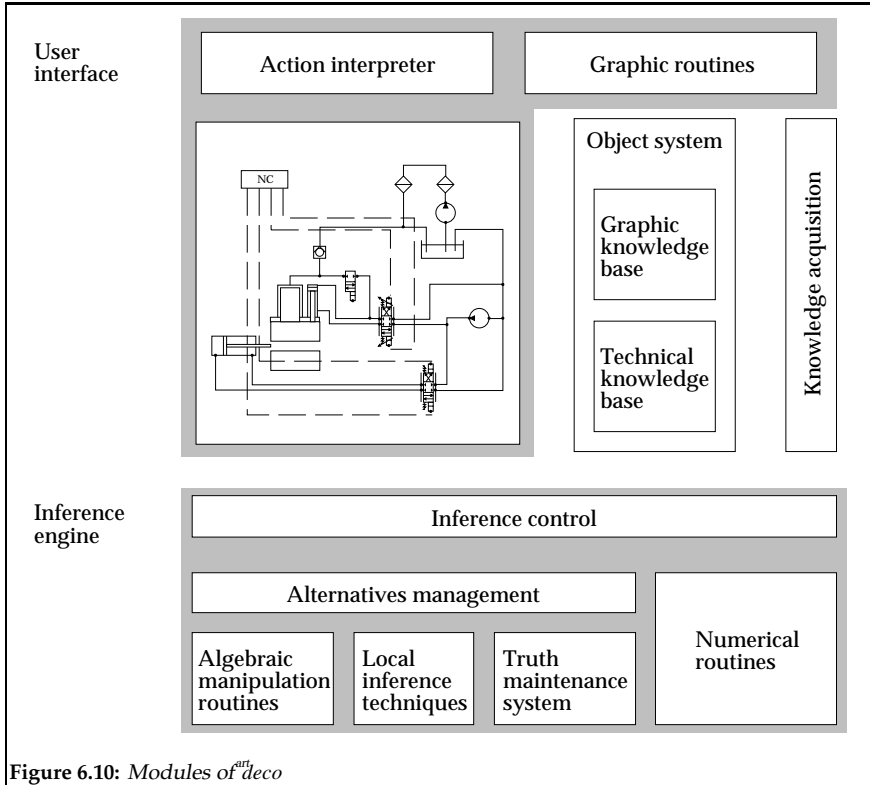 User
interface
Action interpreter
Graphic routines
NC
Object system
Graphic
knowledge
base
Technical
knowledge
base
Knowledge acquisition
Inference
engine
Inference control
Alternatives management
Algebraic
manipulation
routines
Local
inference
techniques
Truth
maintenance
system
Numerical
routines
Figure 6.10: Modules of artdeco